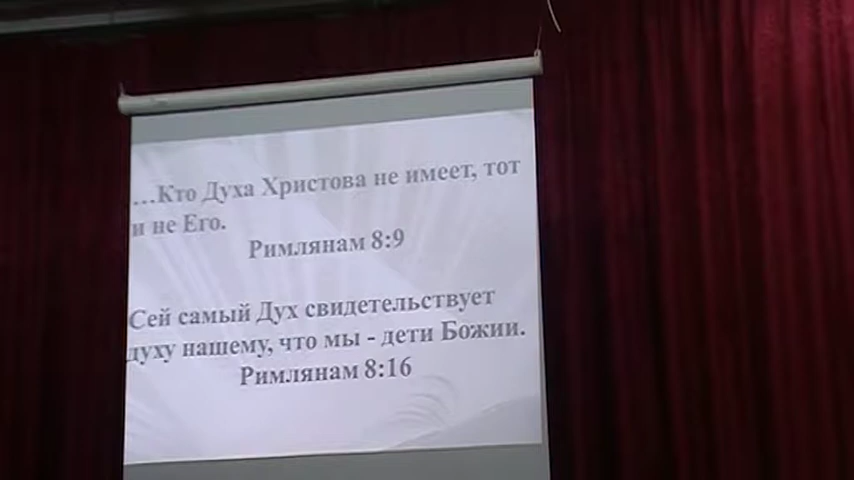 ...Кто Духа Христова не имеет, тот
и не Его.
Римлянам 8:9
Сей самый Дух свидетельствует
духу нашему, что мы - дети Божии.
Римлянам 8:16